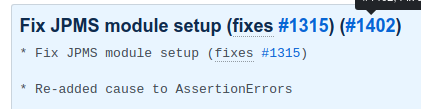 Fix JPMS module setup (fixes #1315) (#1402)
* Fix JPMS module setup (fixes #1315)
* Re-added cause to AssertionErrors